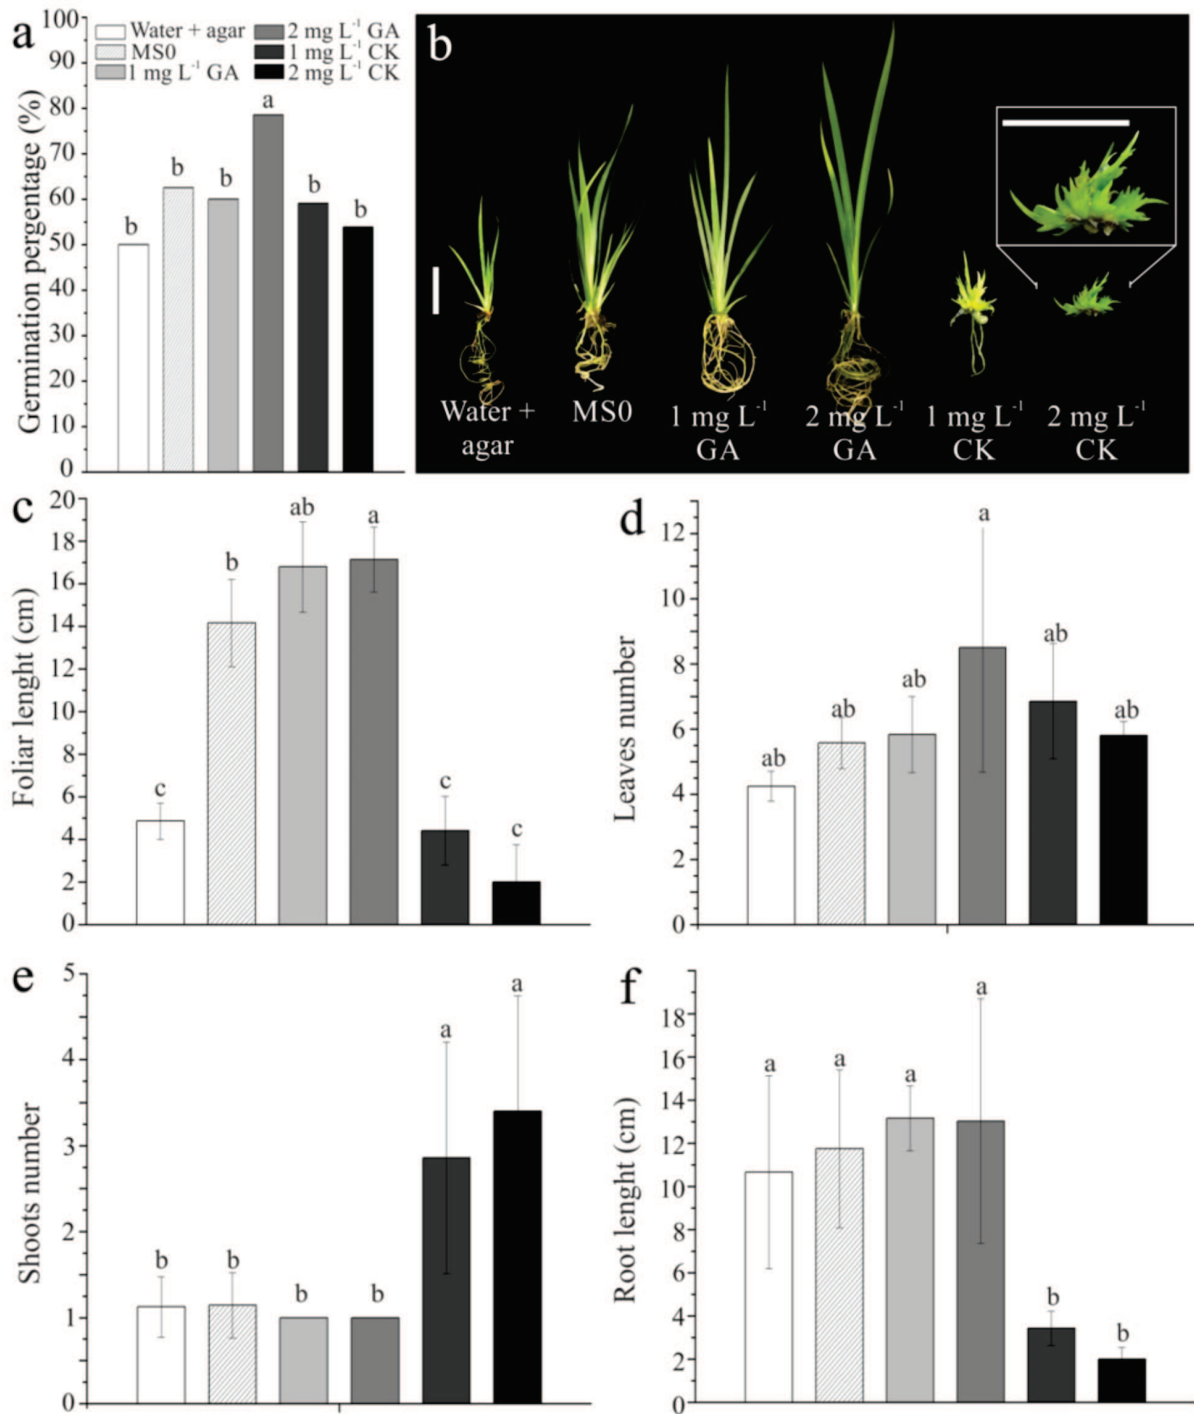 a
Water + agar
MS0
1 mg L⁻¹ GA
2 mg L⁻¹ GA
1 mg L⁻¹ CK
2 mg L⁻¹ CK
Germination pergentage (%)
100
90
80
70
60
50
40
30
20
10
0
b
b
b
a
b
b
b
Water +
agar
MS0
1 mg L⁻¹
GA
2 mg L⁻¹
GA
1 mg L⁻¹
CK
2 mg L⁻¹
CK
c
Foliar lenght (cm)
20
18
16
14
12
10
8
6
4
2
0
c
b
ab
a
c
c
d
Leaves number
12
10
8
6
4
2
0
ab
ab
ab
a
ab
ab
e
Shoots number
5
4
3
2
1
0
b
b
b
b
a
a
f
Root lenght (cm)
18
16
14
12
10
8
6
4
2
0
a
a
a
a
b
b